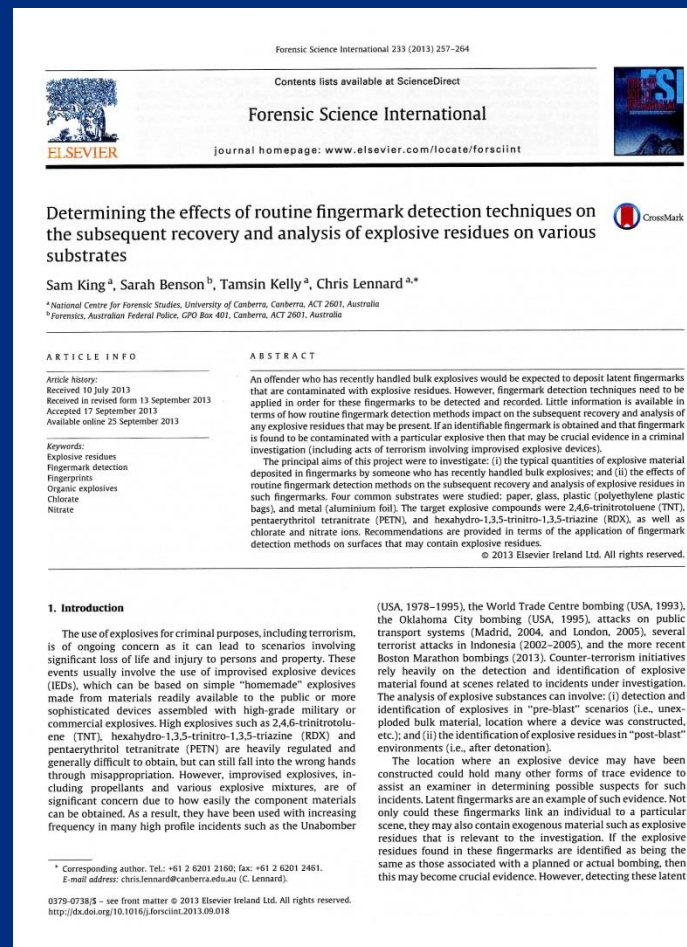 Forensic Science International 233 (2013) 257–264
Contents lists available at ScienceDirect
Forensic Science International
journal homepage: www.elsevier.com/locate/forsciint
ELSEVIER
FSI
Determining the effects of routine fingermark detection techniques on
the subsequent recovery and analysis of explosive residues on various
substrates
CrossMark
Sam King a, Sarah Benson b, Tamsin Kelly a, Chris Lennard a,*
a National Centre for Forensic Studies, University of Canberra, Canberra, ACT 2601, Australia
b Forensics, Australian Federal Police, GPO Box 401, Canberra, ACT 2601, Australia
ARTICLE INFO
Article history:
Received 10 July 2013
Received in revised form 13 September 2013
Accepted 17 September 2013
Available online 25 September 2013
Keywords:
Explosive residues
Fingermark detection
Fingerprints
Organic explosives
Chlorate
Nitrate
ABSTRACT
An offender who has recently handled bulk explosives would be expected to deposit latent fingermarks
that are contaminated with explosive residues. However, fingermark detection techniques need to be
applied in order for these fingermarks to be detected and recorded. Little information is available in
terms of how routine fingermark detection methods impact on the subsequent recovery and analysis of
any explosive residues that may be present. If an identifiable fingermark is obtained and that fingermark
is found to be contaminated with a particular explosive then that may be crucial evidence in a criminal
investigation (including acts of terrorism involving improvised explosive devices).
The principal aims of this project were to investigate: (i) the typical quantities of explosive material
deposited in fingermarks by someone who has recently handled bulk explosives; and (ii) the effects of
routine fingermark detection methods on the subsequent recovery and analysis of explosive residues in
such fingermarks. Four common substrates were studied: paper, glass, plastic (polyethylene plastic
bags), and metal (aluminium foil). The target explosive compounds were 2,4,6-trinitrotoluene (TNT),
pentaerythritol tetranitrate (PETN), and hexahydro-1,3,5-trinitro-1,3,5-triazine (RDX), as well as
chlorate and nitrate ions. Recommendations are provided in terms of the application of fingermark
detection methods on surfaces that may contain explosive residues.
© 2013 Elsevier Ireland Ltd. All rights reserved.
1. Introduction
The use of explosives for criminal purposes, including terrorism,
is of ongoing concern as it can lead to scenarios involving
significant loss of life and injury to persons and property. These
events usually involve the use of improvised explosive devices
(IEDs), which can be based on simple "homemade" explosives
made from materials readily available to the public or more
sophisticated devices assembled with high-grade military or
commercial explosives. High explosives such as 2,4,6-trinitrotolu-
ene (TNT), hexahydro-1,3,5-trinitro-1,3,5-triazine (RDX) and
pentaerythritol tetranitrate (PETN) are heavily regulated and
generally difficult to obtain, but can still fall into the wrong hands
through misappropriation. However, improvised explosives, in-
cluding propellants and various explosive mixtures, are of
significant concern due to how easily the component materials
can be obtained. As a result, they have been used with increasing
frequency in many high profile incidents such as the Unabomber
* Corresponding author. Tel.: +61 2 6201 2160; fax: +61 2 6201 2461.
E-mail address: chris.lennard@canberra.edu.au (C. Lennard).
(USA, 1978–1995), the World Trade Centre bombing (USA, 1993),
the Oklahoma City bombing (USA, 1995), attacks on public
transport systems (Madrid, 2004, and London, 2005), several
terrorist attacks in Indonesia (2002–2005), and the more recent
Boston Marathon bombings (2013). Counter-terrorism initiatives
rely heavily on the detection and identification of explosive
material found at scenes related to incidents under investigation.
The analysis of explosive substances can involve: (i) detection and
identification of explosives in "pre-blast" scenarios (i.e., unex-
ploded bulk material, location where a device was constructed,
etc.); and (ii) the identification of explosive residues in "post-blast"
environments (i.e., after detonation).
The location where an explosive device may have been
constructed could hold many other forms of trace evidence to
assist an examiner in determining possible suspects for such
incidents. Latent fingermarks are an example of such evidence. Not
only could these fingermarks link an individual to a particular
scene, they may also contain exogenous material such as explosive
residues that is relevant to the investigation. If the explosive
residues found in these fingermarks are identified as being the
same as those associated with a planned or actual bombing, then
this may become crucial evidence. However, detecting these latent
0379-0738/$ – see front matter © 2013 Elsevier Ireland Ltd. All rights reserved.
http://dx.doi.org/10.1016/j.forsciint.2013.09.018